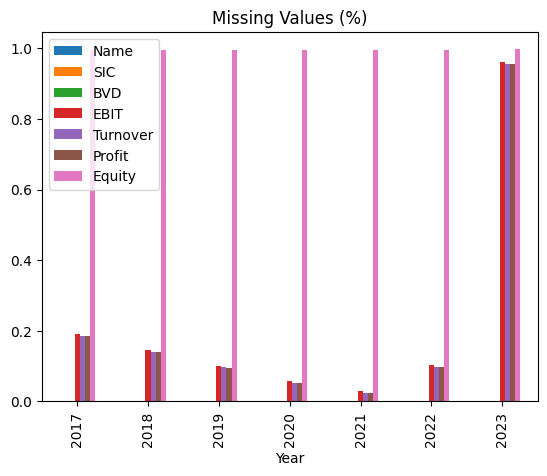 Missing Values (%)
1.0
0.8
0.6
0.4
0.2
0.0
Name
SIC
BVD
EBIT
Turnover
Profit
Equity
2017
2018
2019
2020
2021
2022
2023
Year